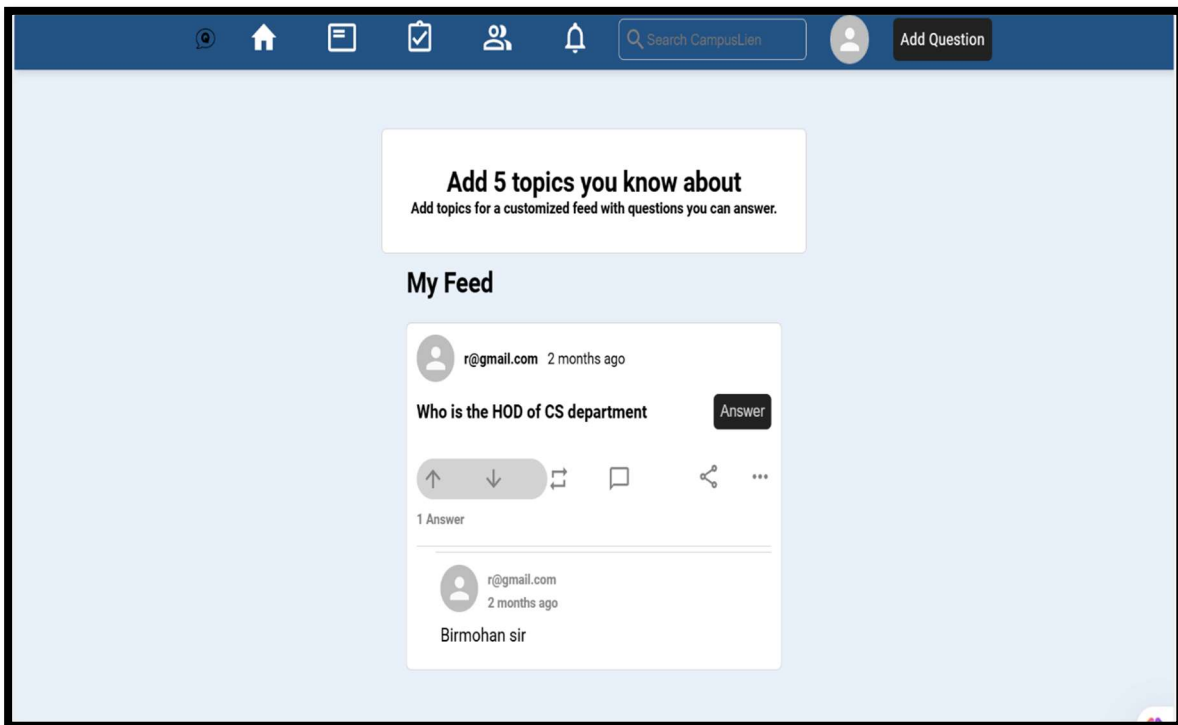 Search CampusLien
Add Question
Add 5 topics you know about
Add topics for a customized feed with questions you can answer.
My Feed
r@gmail.com 2 months ago
Who is the HOD of CS department
Answer
1 Answer
r@gmail.com
2 months ago
Birmohan sir